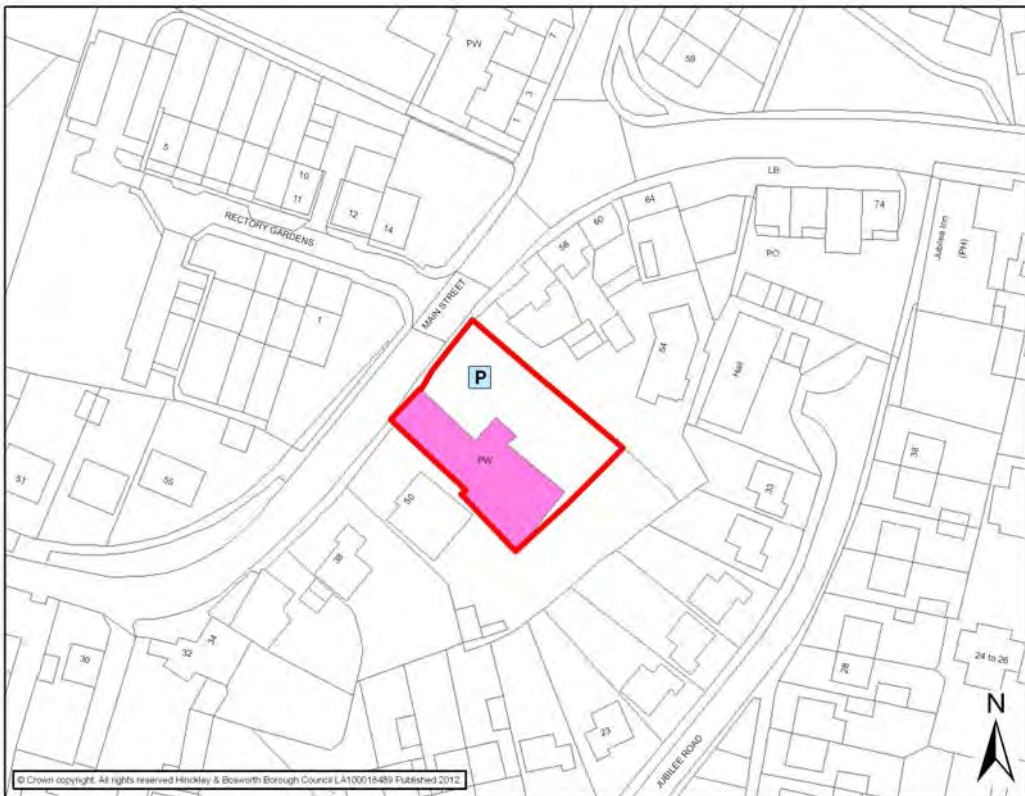 PW
7
3
1
59
5
10
11
12
14
RECTORY GARDENS
LB
64
60
58
74
PO
Jubilee Inn
(PH)
MAIN STREET
1
P
54
Hall
PW
50
51
55
33
38
38
34
32
30
28
24 to 26
23
JUBILEE ROAD
N
© Crown copyright. All rights reserved Hinckley & Bosworth Borough Council LA100018489 Published 2012